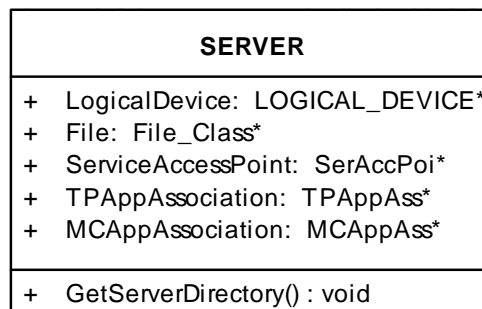 SERVER
+ LogicalDevice: LOGICAL_DEVICE*
+ File: File_Class*
+ ServiceAccessPoint: SerAccPoi*
+ TPAppAssociation: TPAppAss*
+ MCAppAssociation: MCAppAss*
+ GetServerDirectory() : void